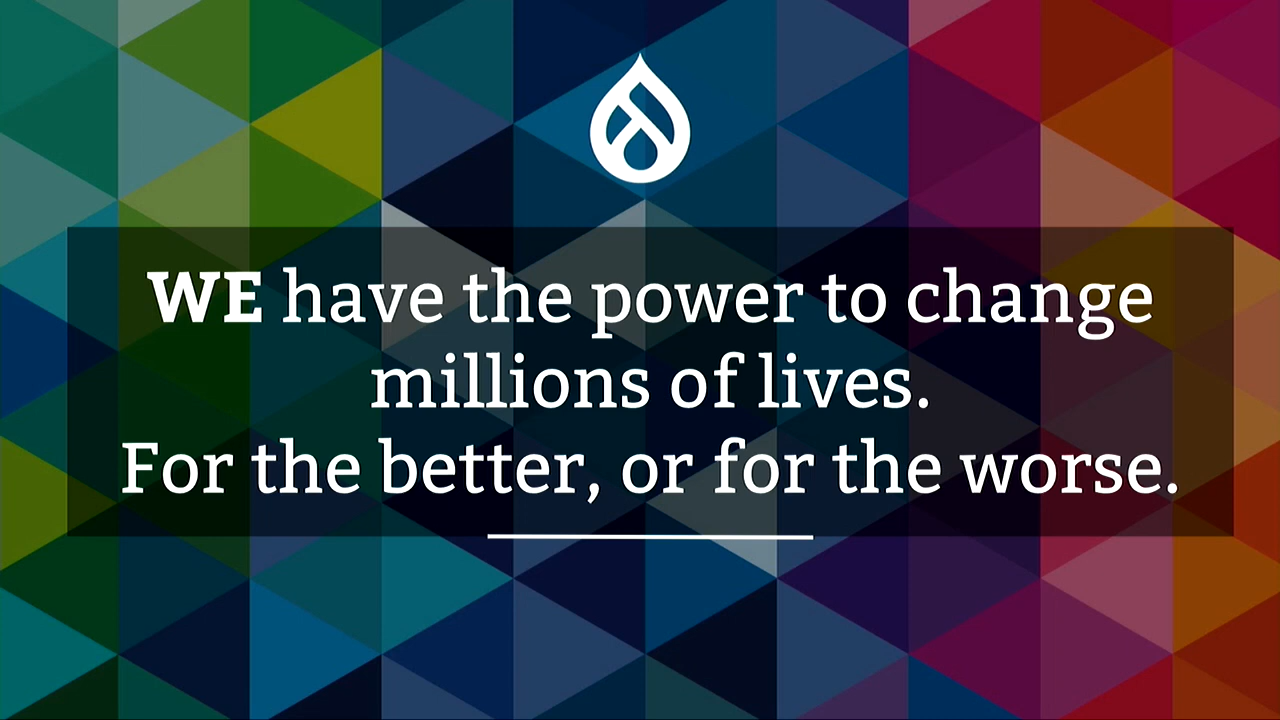 WE have the power to change
millions of lives.
For the better, or for the worse.